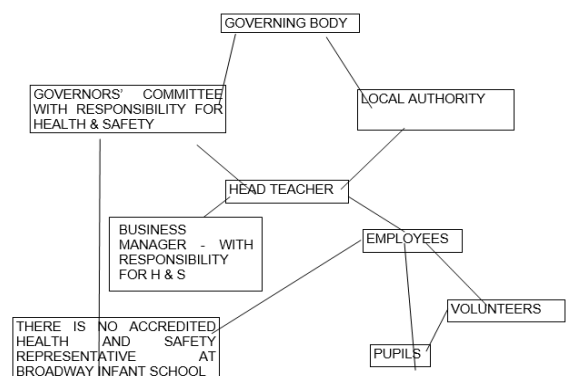 GOVERNING BODY
GOVERNORS' COMMITTEE
WITH RESPONSIBILITY FOR
HEALTH & SAFETY
LOCAL AUTHORITY
HEAD TEACHER
BUSINESS
MANAGER - WITH
RESPONSIBILITY
FOR H & S
EMPLOYEES
VOLUNTEERS
THERE IS NO ACCREDITED
HEALTH AND SAFETY
REPRESENTATIVE AT
BROADWAY INFANT SCHOOL
PUPILS